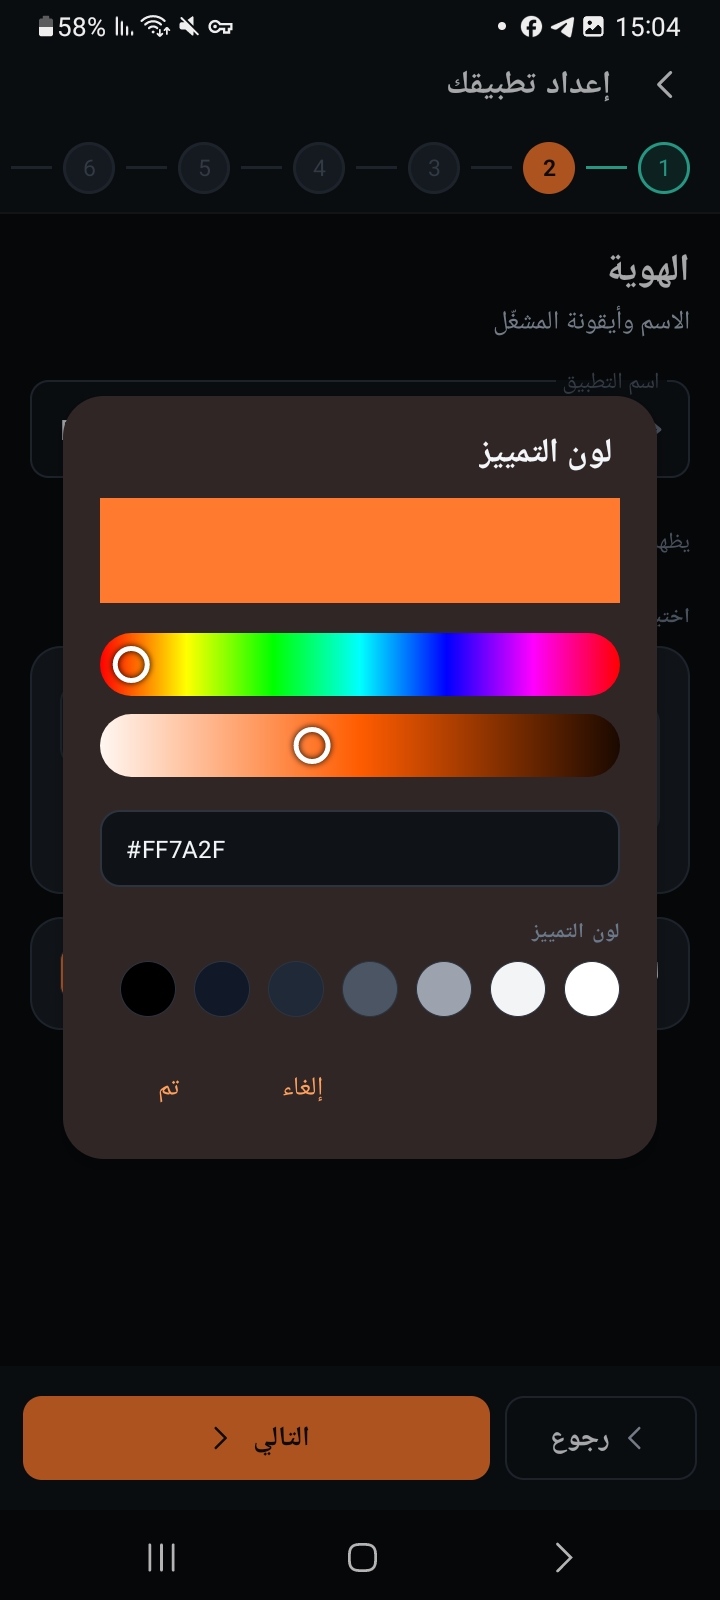 58% 15:04
إعداد تطبيقك
1 2 3 4 5 6
الهوية
الاسم وأيقونة المشغّل
اسم التطبيق
لون التمييز
#FF7A2F
لون التمييز
إلغاء تم
رجوع التالي